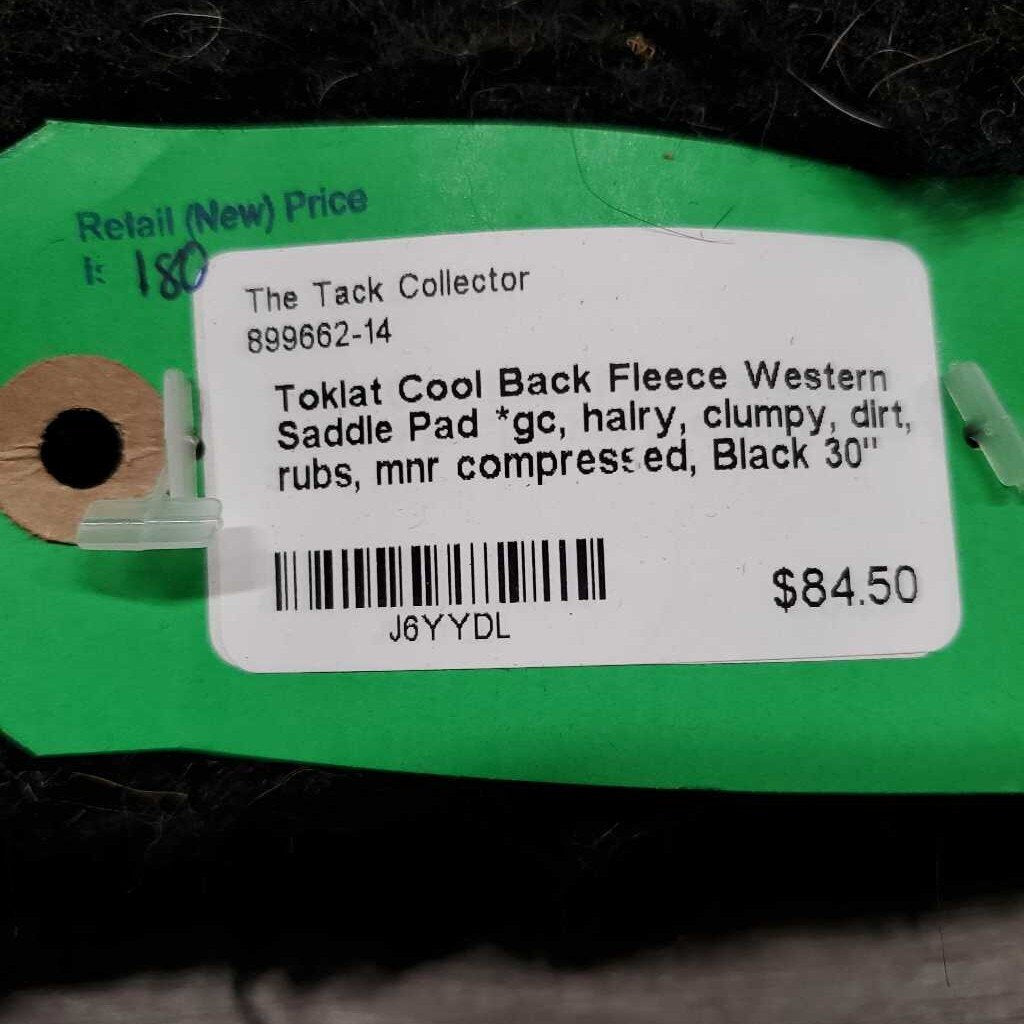 Retail (New) Price
is 180
The Tack Collector
899662-14
Toklat Cool Back Fleece Western
Saddle Pad *gc, hairy, clumpy, dirt,
rubs, mnr compressed, Black 30"
J6YYDL
$84.50